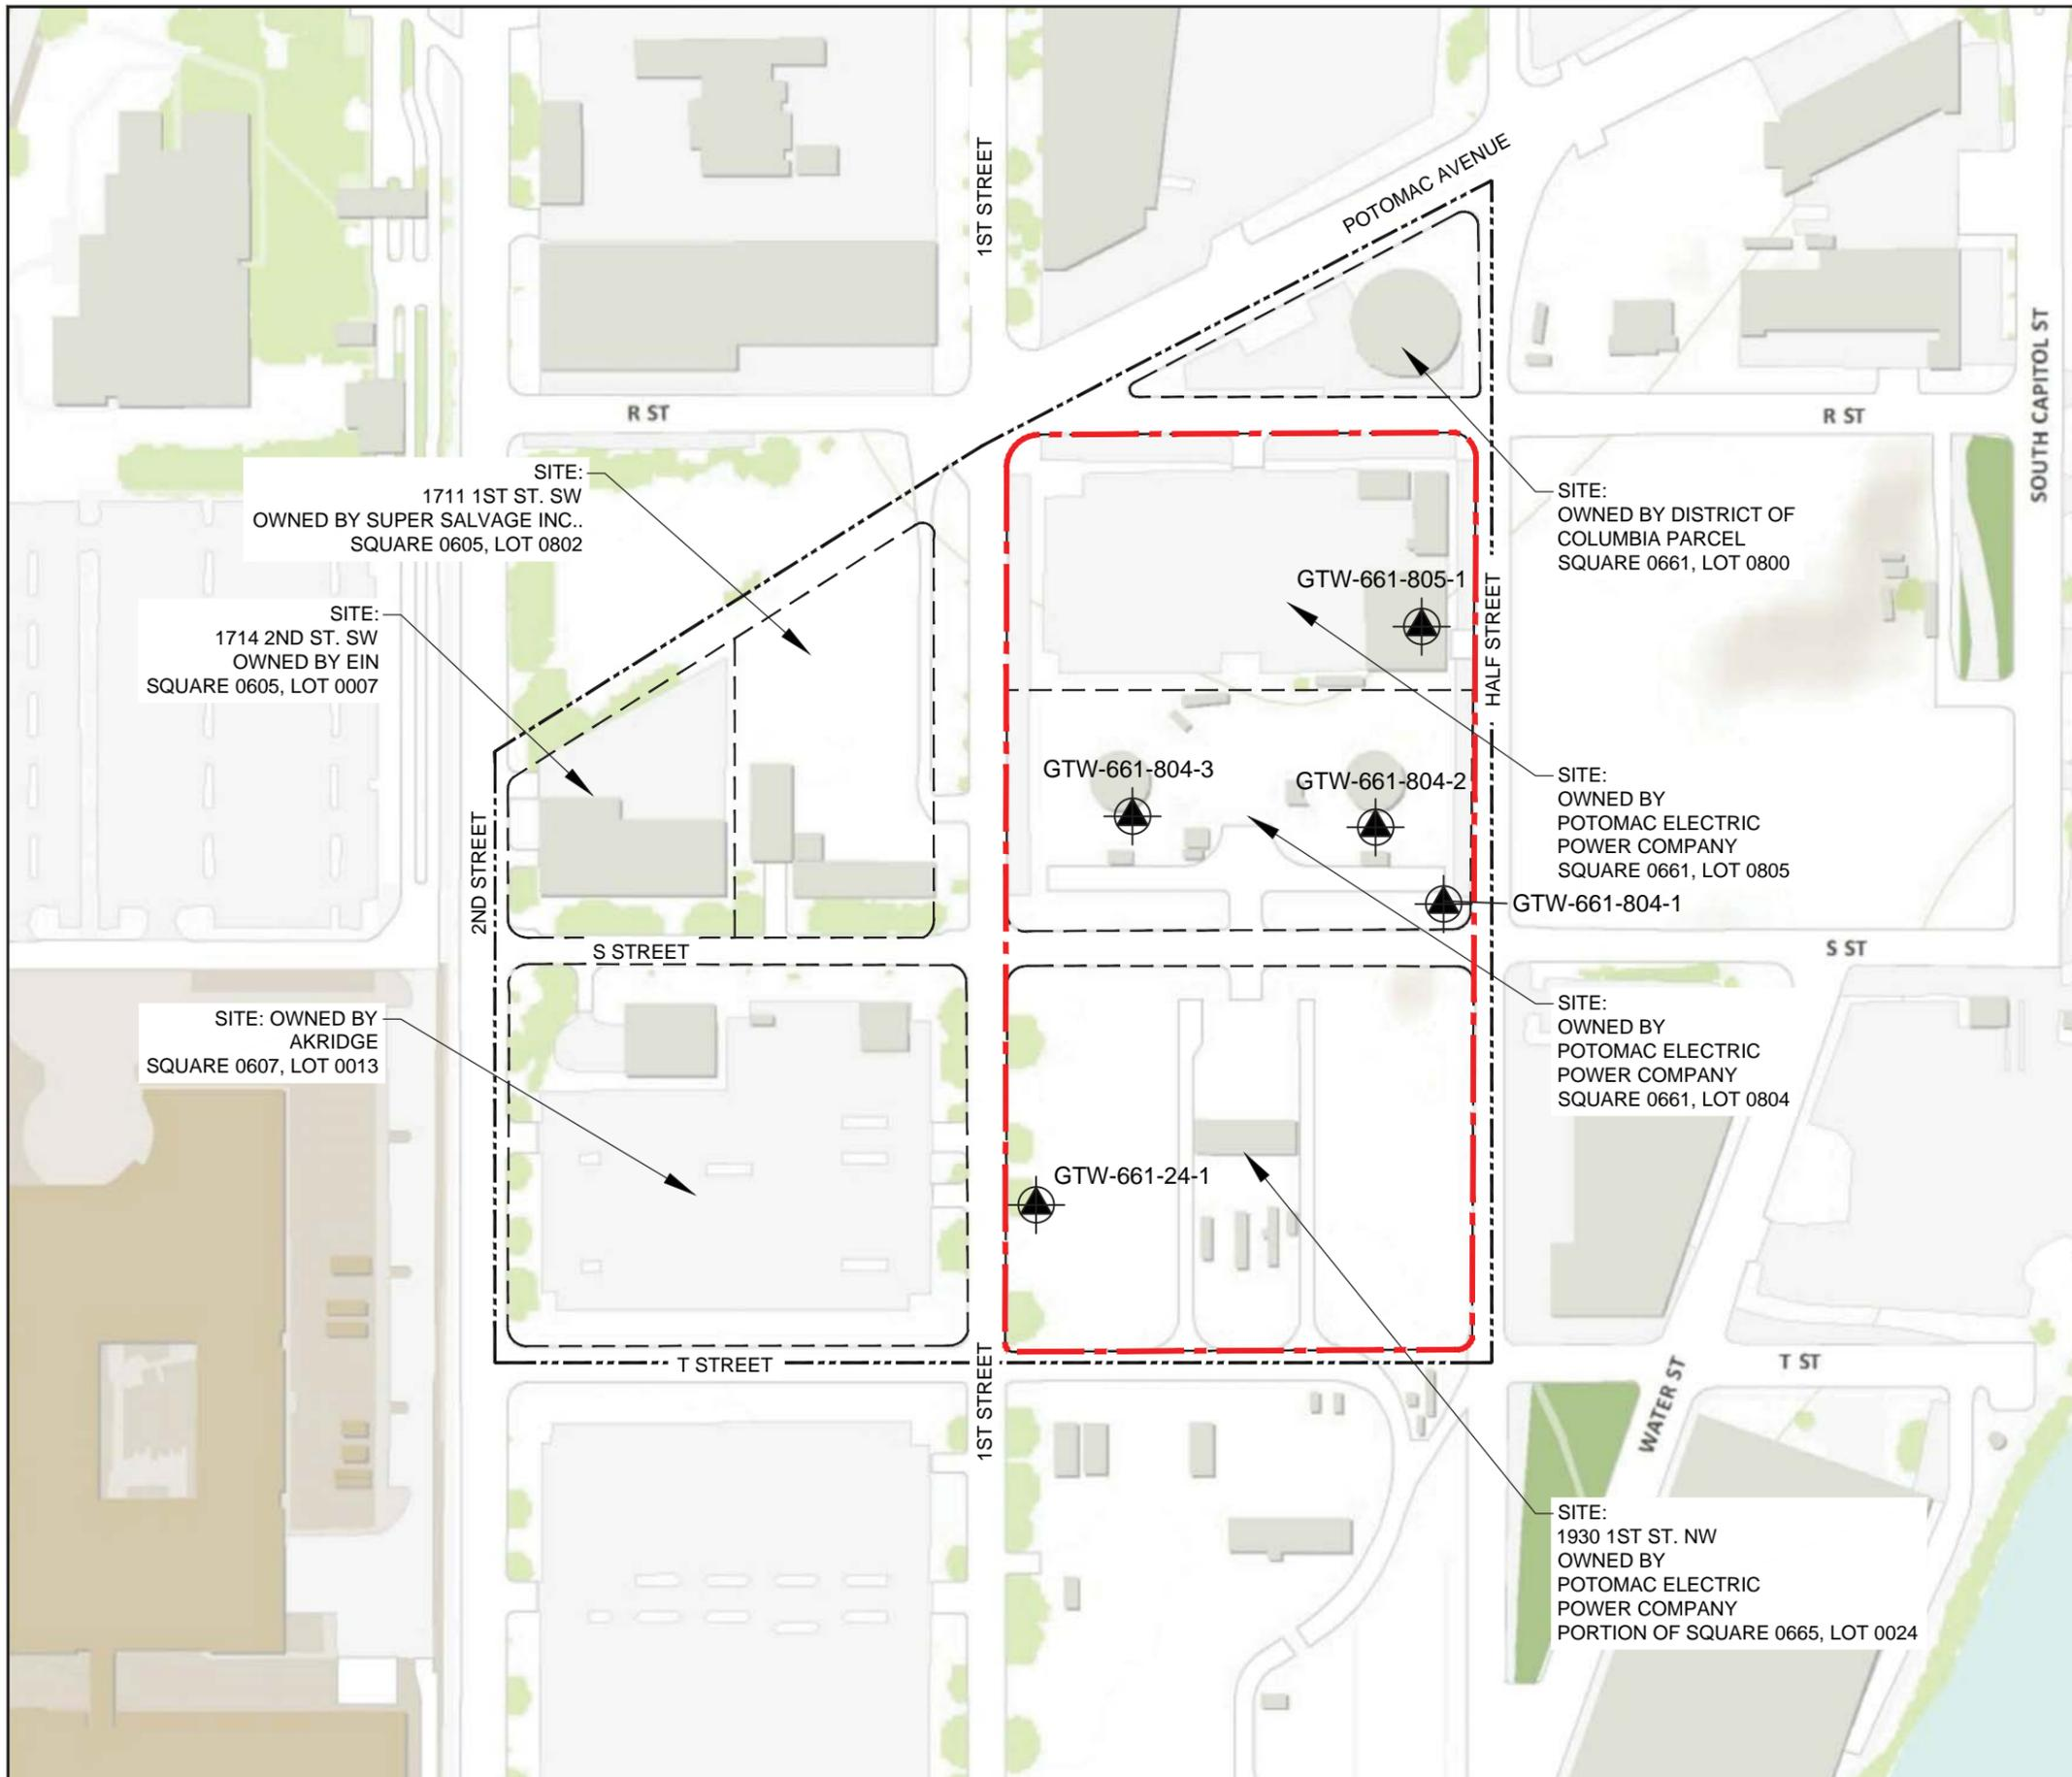 1ST STREET
POTOMAC AVENUE
SOUTH CAPITOL ST
R ST
R ST
SITE:
1711 1ST ST. SW
OWNED BY SUPER SALVAGE INC..
SQUARE 0605, LOT 0802
SITE:
OWNED BY DISTRICT OF
COLUMBIA PARCEL
SQUARE 0661, LOT 0800
GTW-661-805-1
HALF STREET
SITE:
1714 2ND ST. SW
OWNED BY EIN
SQUARE 0605, LOT 0007
GTW-661-804-3
GTW-661-804-2
SITE:
OWNED BY
POTOMAC ELECTRIC
POWER COMPANY
SQUARE 0661, LOT 0805
2ND STREET
GTW-661-804-1
S STREET
S ST
SITE: OWNED BY
AKRIDGE
SQUARE 0607, LOT 0013
SITE:
OWNED BY
POTOMAC ELECTRIC
POWER COMPANY
SQUARE 0661, LOT 0804
GTW-661-24-1
T STREET
1ST STREET
T ST
WATER ST
SITE:
1930 1ST ST. NW
OWNED BY
POTOMAC ELECTRIC
POWER COMPANY
PORTION OF SQUARE 0665, LOT 0024